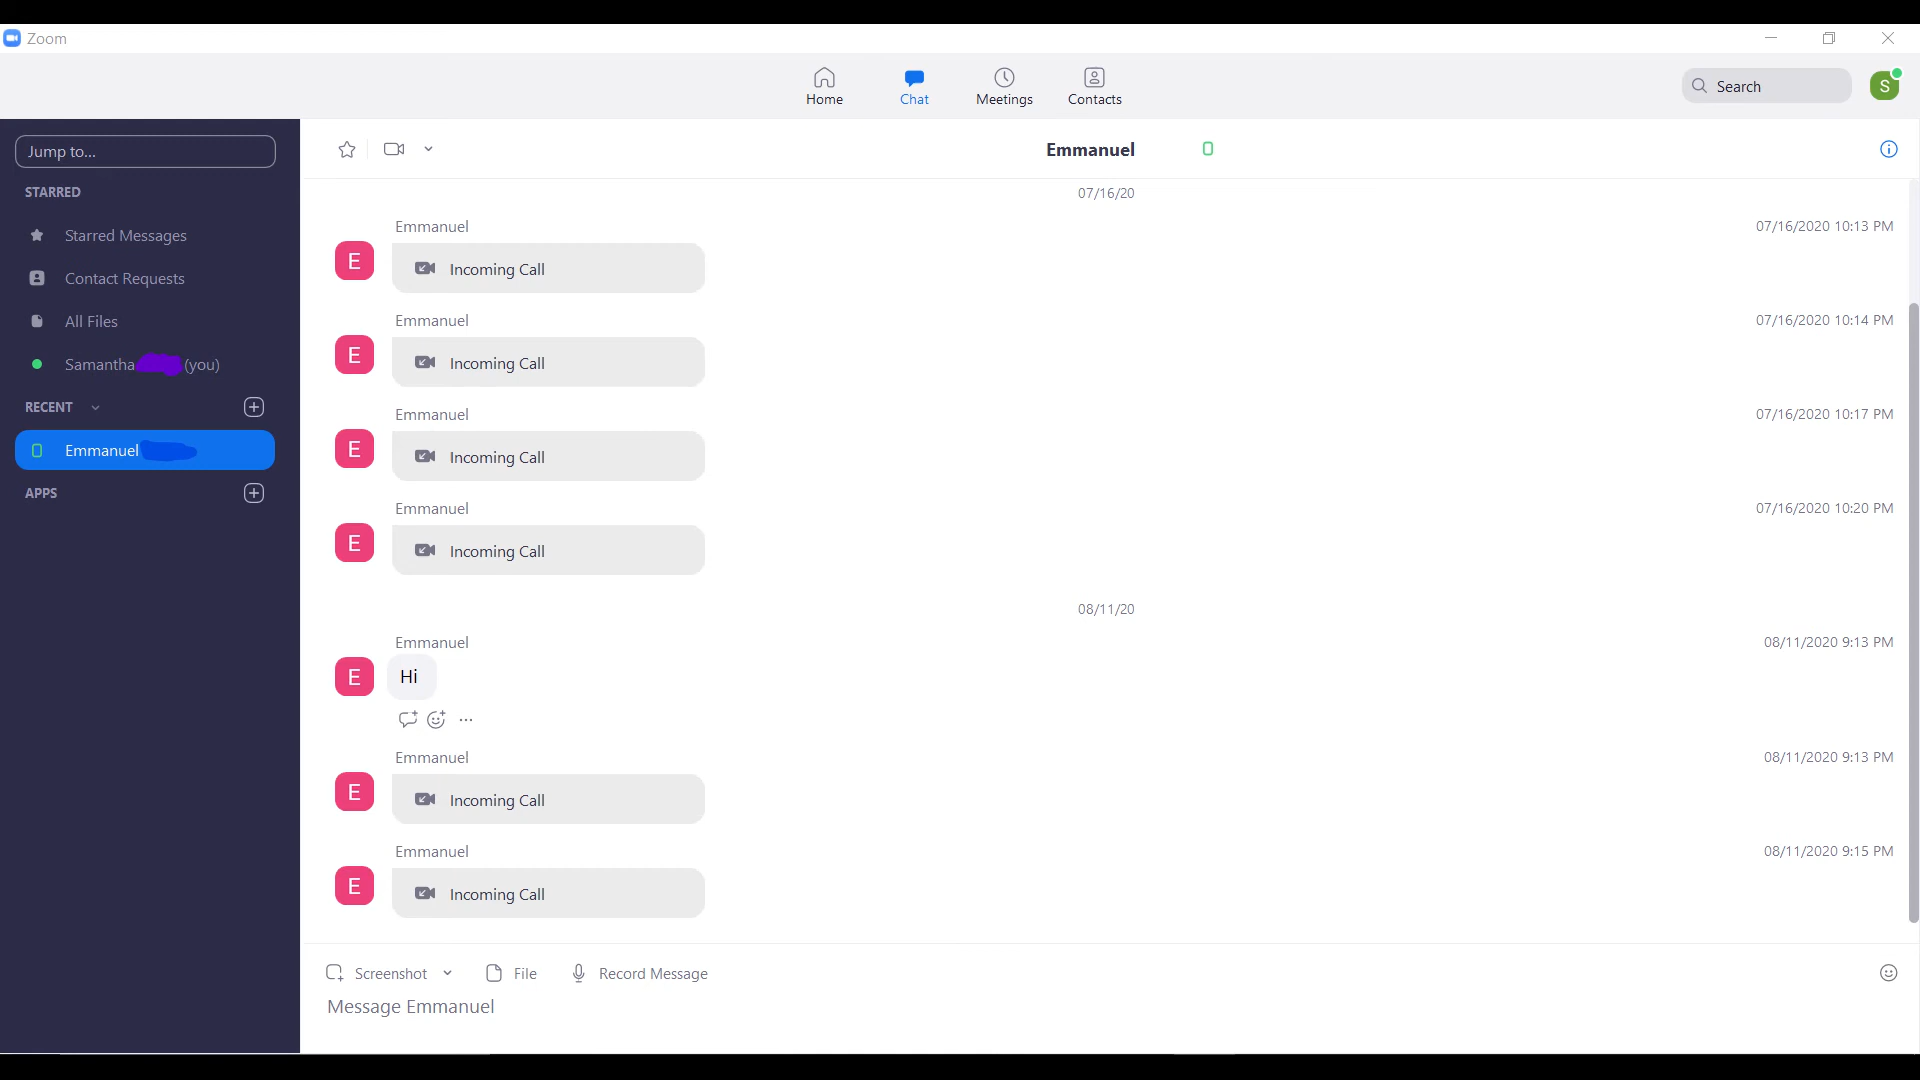 Zoom
Home
Chat
Meetings
Contacts
Search
S
Jump to...
STARRED
Starred Messages
Contact Requests
All Files
Samantha (you)
RECENT
Emmanuel
APPS
Emmanuel
07/16/20
Emmanuel 07/16/2020 10:13 PM
E Incoming Call
Emmanuel 07/16/2020 10:14 PM
E Incoming Call
Emmanuel 07/16/2020 10:17 PM
E Incoming Call
Emmanuel 07/16/2020 10:20 PM
E Incoming Call
08/11/20
Emmanuel 08/11/2020 9:13 PM
E Hi
Emmanuel 08/11/2020 9:13 PM
E Incoming Call
Emmanuel 08/11/2020 9:15 PM
E Incoming Call
Screenshot File Record Message
Message Emmanuel